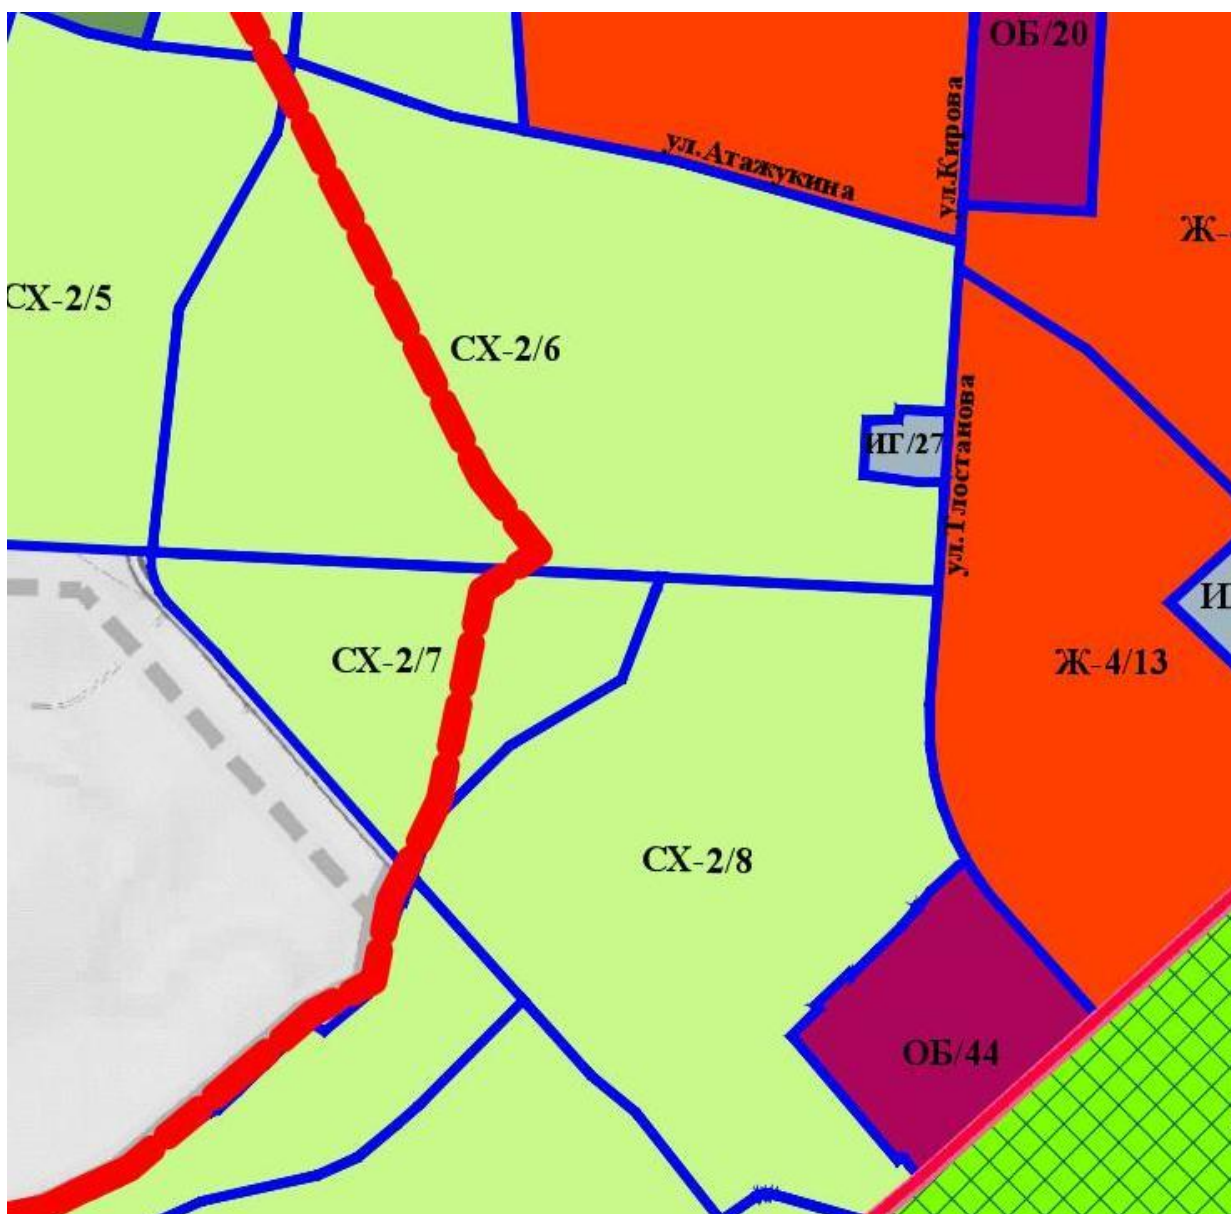 ОБ/20
ул.Кирова
ул.Атажукина
Ж-
СХ-2/5
СХ-2/6
ИГ/27
ул.Тлостанова
И
СХ-2/7
Ж-4/13
СХ-2/8
ОБ/44